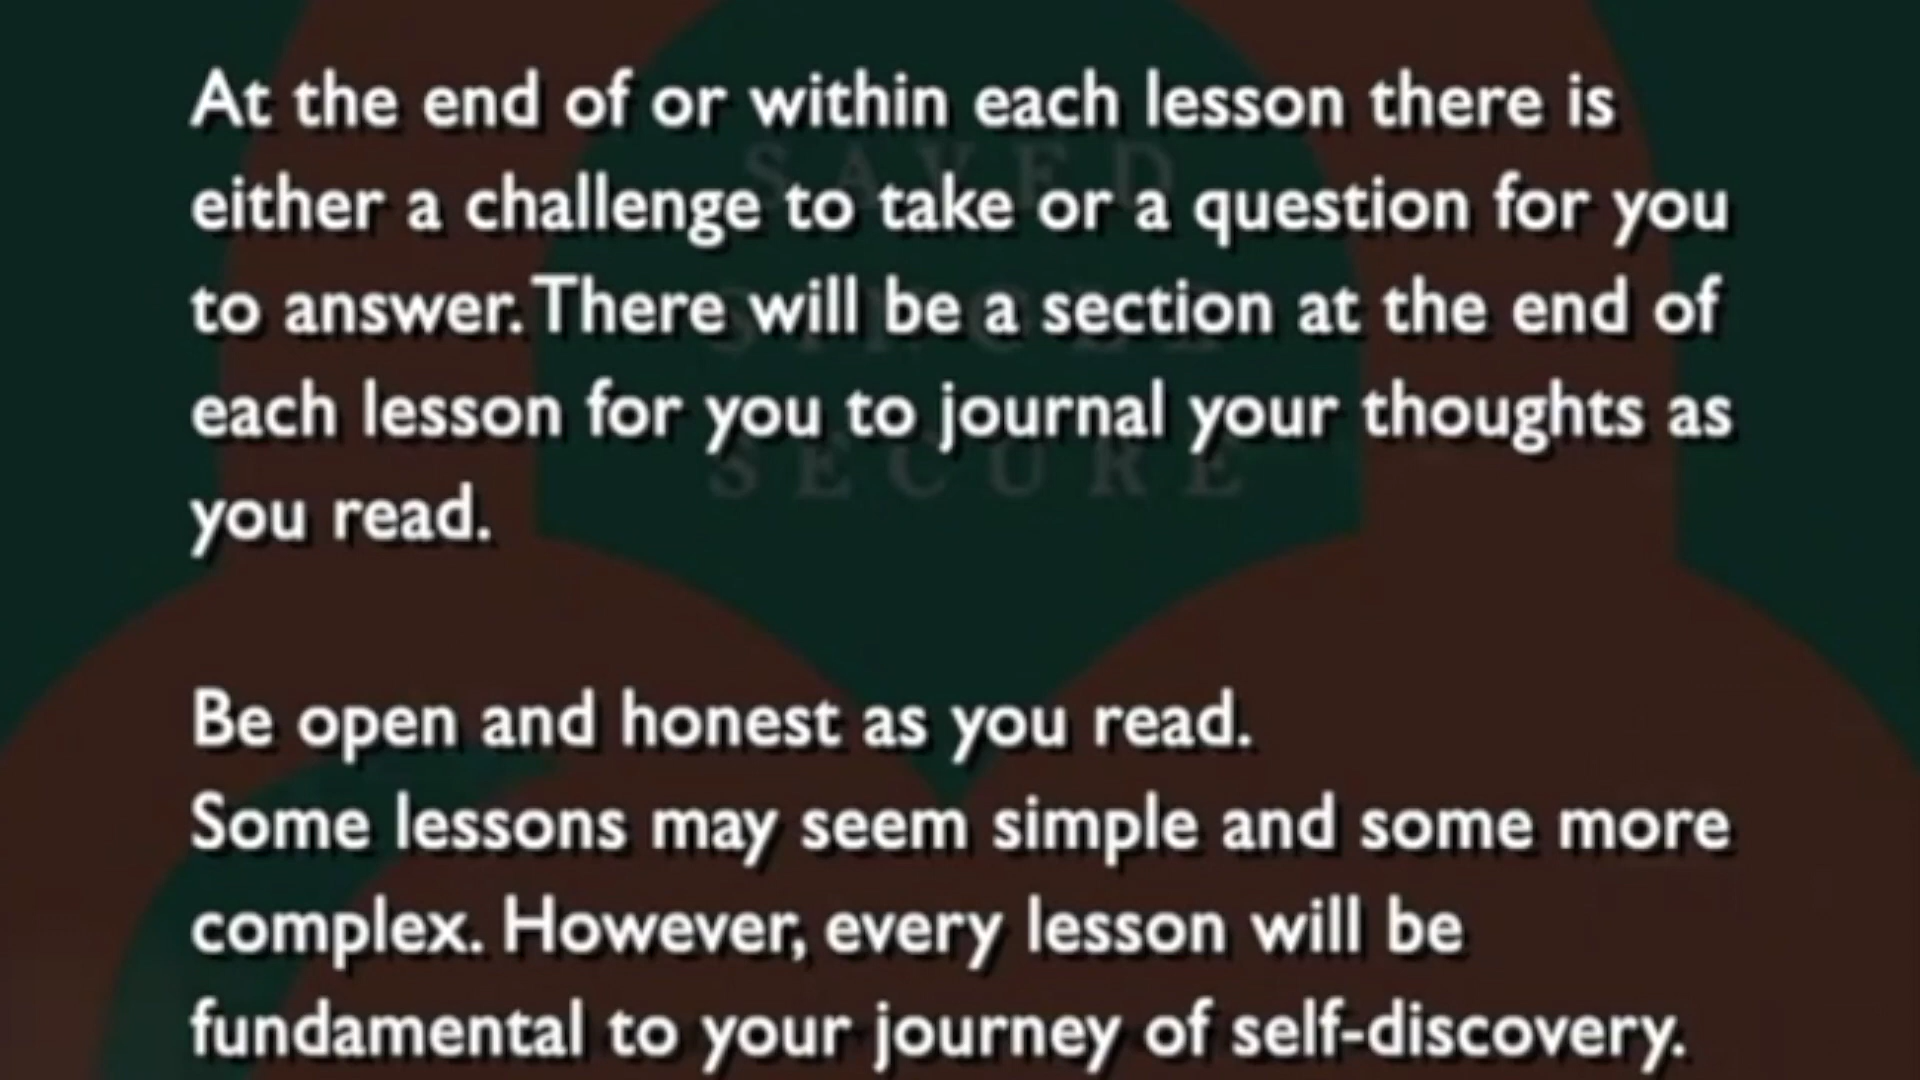 At the end of or within each lesson there is
either a challenge to take or a question for you
to answer. There will be a section at the end of
each lesson for you to journal your thoughts as
you read.
Be open and honest as you read.
Some lessons may seem simple and some more
complex. However, every lesson will be
fundamental to your journey of self-discovery.
SAVED
SINGLE
SECURE